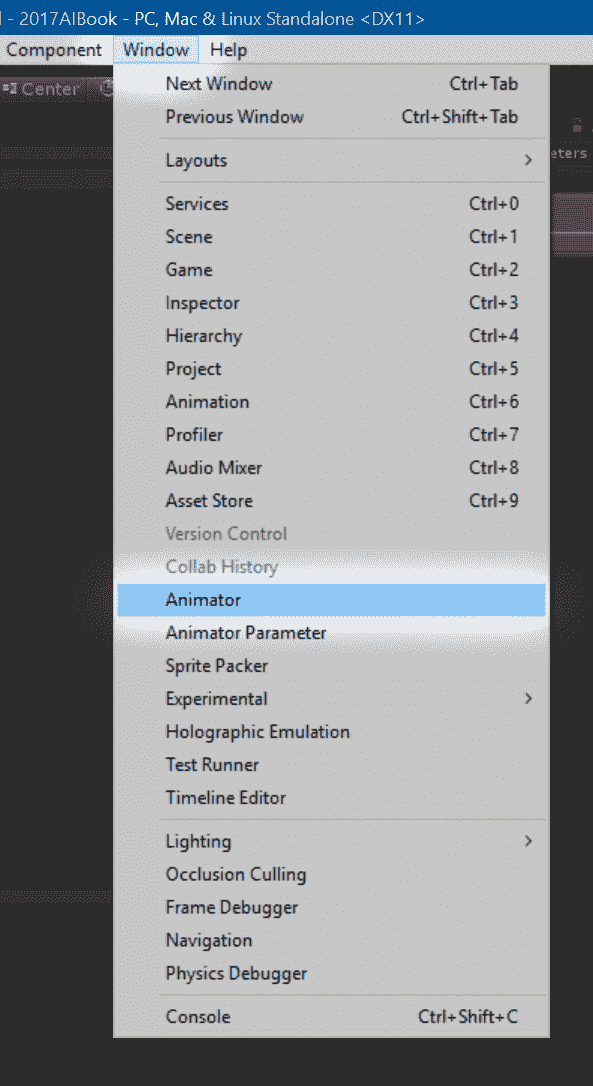 - 2017AIBook - PC, Mac & Linux Standalone <DX11>
Component Window Help
Center
Next Window Ctrl+Tab
Previous Window Ctrl+Shift+Tab
eters
Layouts
Services Ctrl+0
Scene Ctrl+1
Game Ctrl+2
Inspector Ctrl+3
Hierarchy Ctrl+4
Project Ctrl+5
Animation Ctrl+6
Profiler Ctrl+7
Audio Mixer Ctrl+8
Asset Store Ctrl+9
Version Control
Collab History
Animator
Animator Parameter
Sprite Packer
Experimental
Holographic Emulation
Test Runner
Timeline Editor
Lighting
Occlusion Culling
Frame Debugger
Navigation
Physics Debugger
Console Ctrl+Shift+C